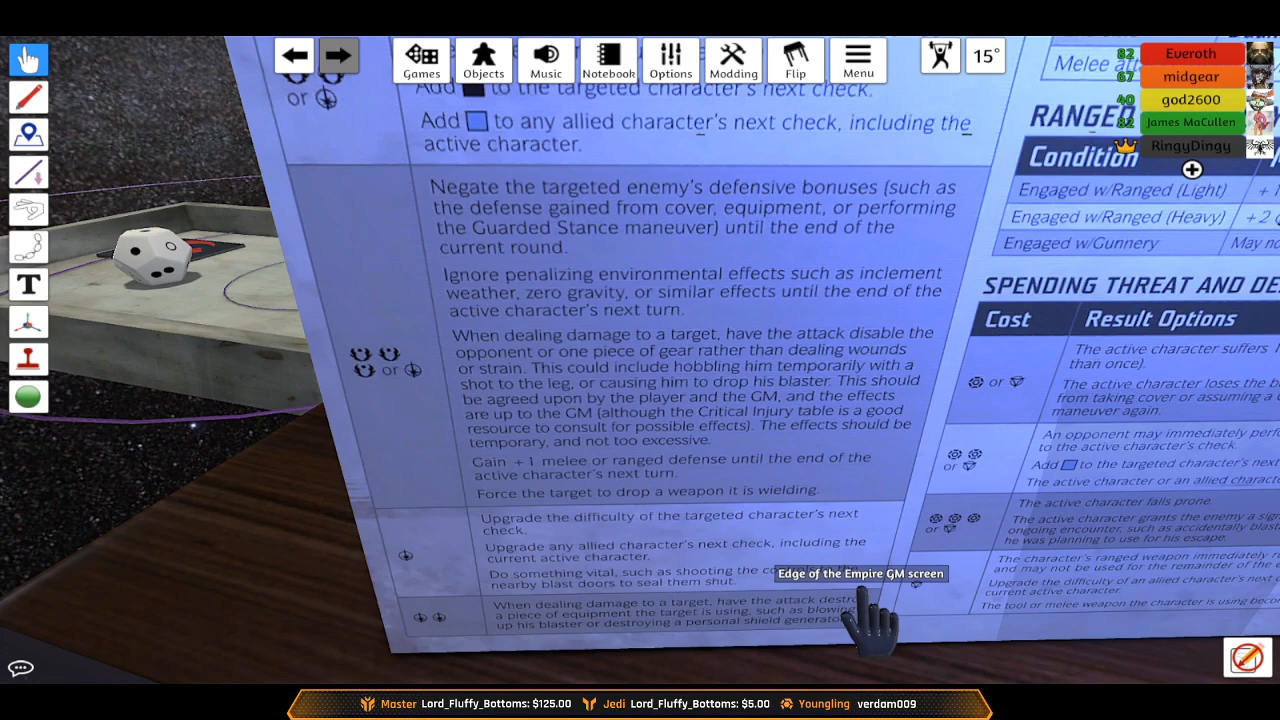 Games
Objects
Music
Notebook
Options
Modding
Flip
Menu
15°
82 Everoth
67 midgear
40 god2600
82 James McCullen
RingyDingy
or
Add to the targeted character's next check.
Add to any allied character's next check, including the
active character.
Negate the targeted enemy's defensive bonuses (such as
the defense gained from cover, equipment, or performing
the Guarded Stance maneuver) until the end of the
current round.
Ignore penalizing environmental effects such as inclement
weather, zero gravity, or similar effects until the end of the
active character's next turn.
or
When dealing damage to a target, have the attack disable the
opponent or one piece of gear rather than dealing wounds
or strain. This could include hobbling him temporarily with a
shot to the leg, or causing him to drop his blaster. This should
be agreed upon by the player and the GM, and the effects
are up to the GM (although the Critical Injury table is a good
resource to consult for possible effects). The effects should be
temporary, and not too excessive.
Gain +1 melee or ranged defense until the end of the
active character's next turn.
Force the target to drop a weapon it is wielding.
Upgrade the difficulty of the targeted character's next
check.
Upgrade any allied character's next check, including the
current active character.
Do something vital, such as shooting the
nearby blast doors to seal them shut.
When dealing damage to a target, have the attack destr
a piece of equipment the target is using, such as blowing
up his blaster or destroying a personal shield generato
Edge of the Empire GM screen
Melee att
RANGED
Condition
Engaged w/Ranged (Light) +
Engaged w/Ranged (Heavy) +2
Engaged w/Gunnery May no
SPENDING THREAT AND DE
Cost Result Options
or
The active character suffers
than once).
The active character loses the b
from taking cover or assuming a
maneuver again.
or
An opponent may immediately perf
to the active character's check.
Add to the targeted character's next
The active character or an allied charact
or
The active character falls prone.
The active character grants the enemy a sig
ongoing encounter, such as accidentally blast
he was planning to use for his escape.
The character's ranged weapon immediately r
and may not be used for the remainder of the
Upgrade the difficulty of an allied character's next
current active character.
The tool or melee weapon the character is using beco
T
Master Lord_Fluffy_Bottoms: $125.00 Jedi Lord_Fluffy_Bottoms: $5.00 Youngling verdam009